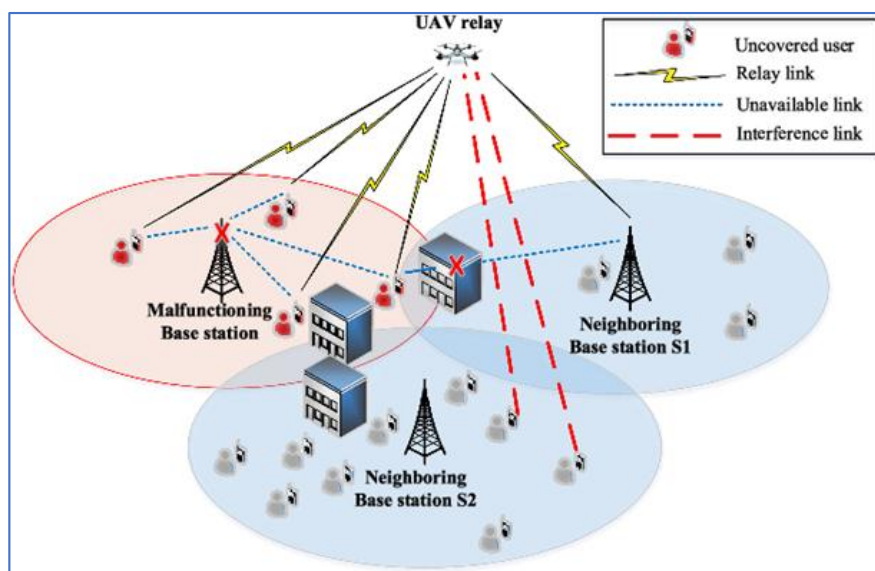 UAV relay
Uncovered user
Relay link
Unavailable link
Interference link
Malfunctioning
Base station
Neighboring
Base station S1
Neighboring
Base station S2